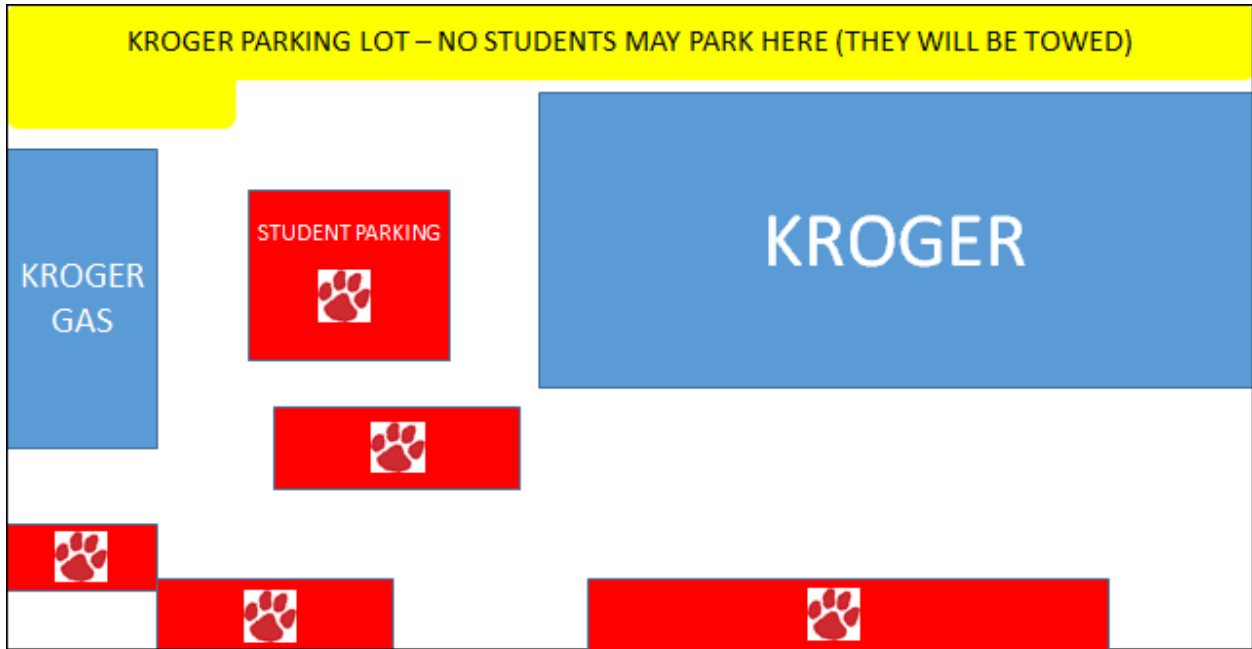 KROGER PARKING LOT – NO STUDENTS MAY PARK HERE (THEY WILL BE TOWED)
STUDENT PARKING
KROGER
KROGER
GAS